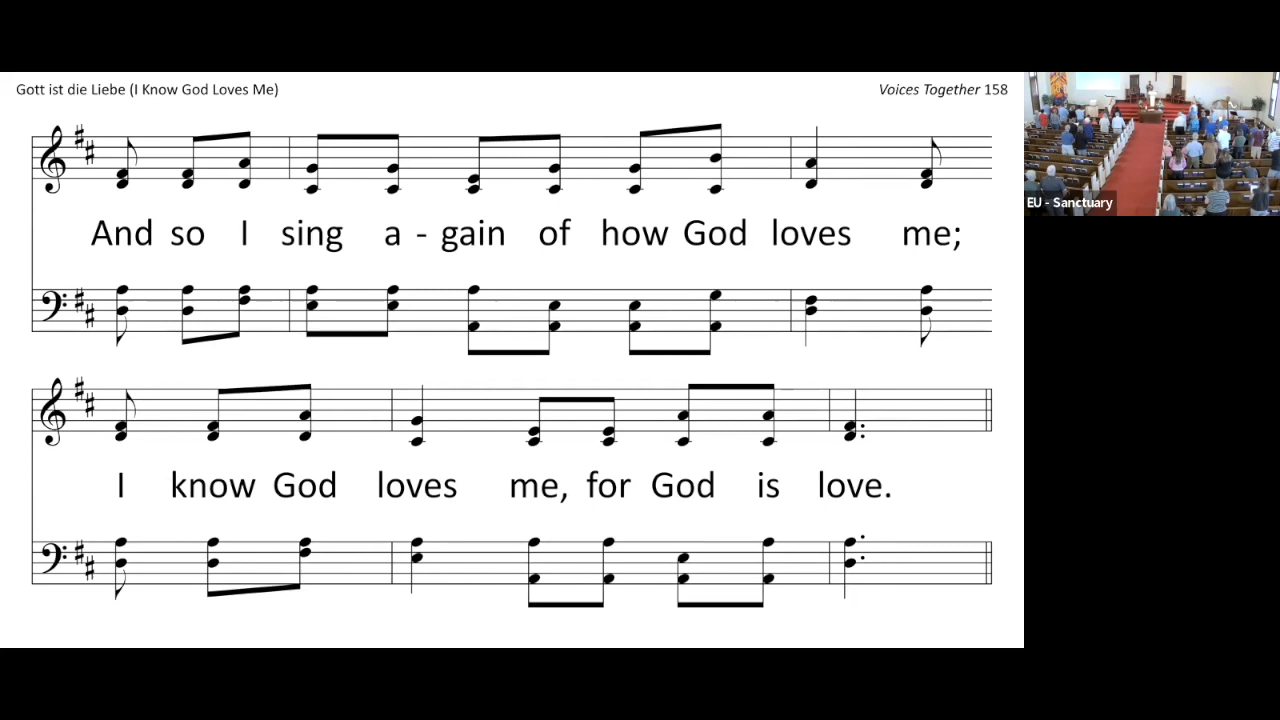 Gott ist die Liebe (I Know God Loves Me)
Voices Together 158
EU - Sanctuary
And so I sing a - gain of how God loves me;
I know God loves me, for God is love.